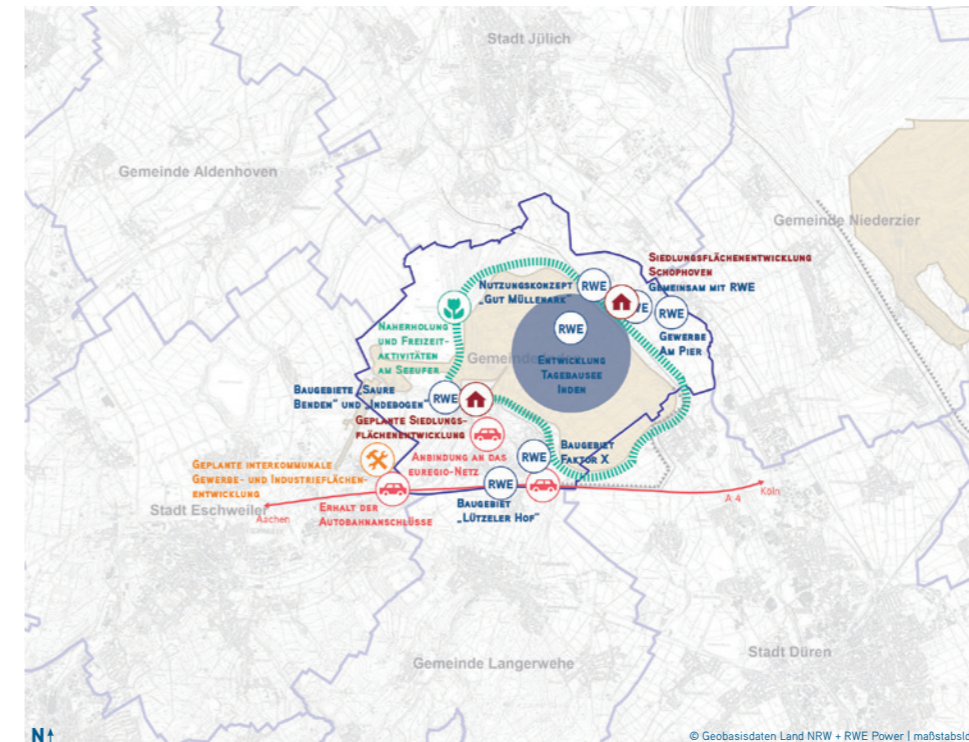 Stadt Jülich
Gemeinde Aldenhoven
Gemeinde Niederzier
Siedlungsflächenentwicklung
Schophoven
Gemeinsam mit RWE
Nutzungskonzept
„Gut Müllenark“
RWE
RWE
RWE
Gewerbe
Am Pier
Naherholung
und Freizeit-
aktivitäten
am Seeufer
RWE
Entwicklung
Tagebausee
Inden
Gemeinde
Baugebiete „Saure
Benden“ und „Indebogen“
RWE
Geplante Siedlungs-
flächenentwicklung
Anbindung an das
euregio-Netz
Baugebiet
Faktor X
RWE
Geplante interkommunale
Gewerbe- und Industrieflächen-
entwicklung
Stadt Eschweiler
Aachen
Erhalt der
Autobahnanschlüsse
RWE
Baugebiet
„Lützeler Hof“
A 4
Köln
Gemeinde Langerwehe
Stadt Düren
N
© Geobasisdaten Land NRW + RWE Power | maßstabslo